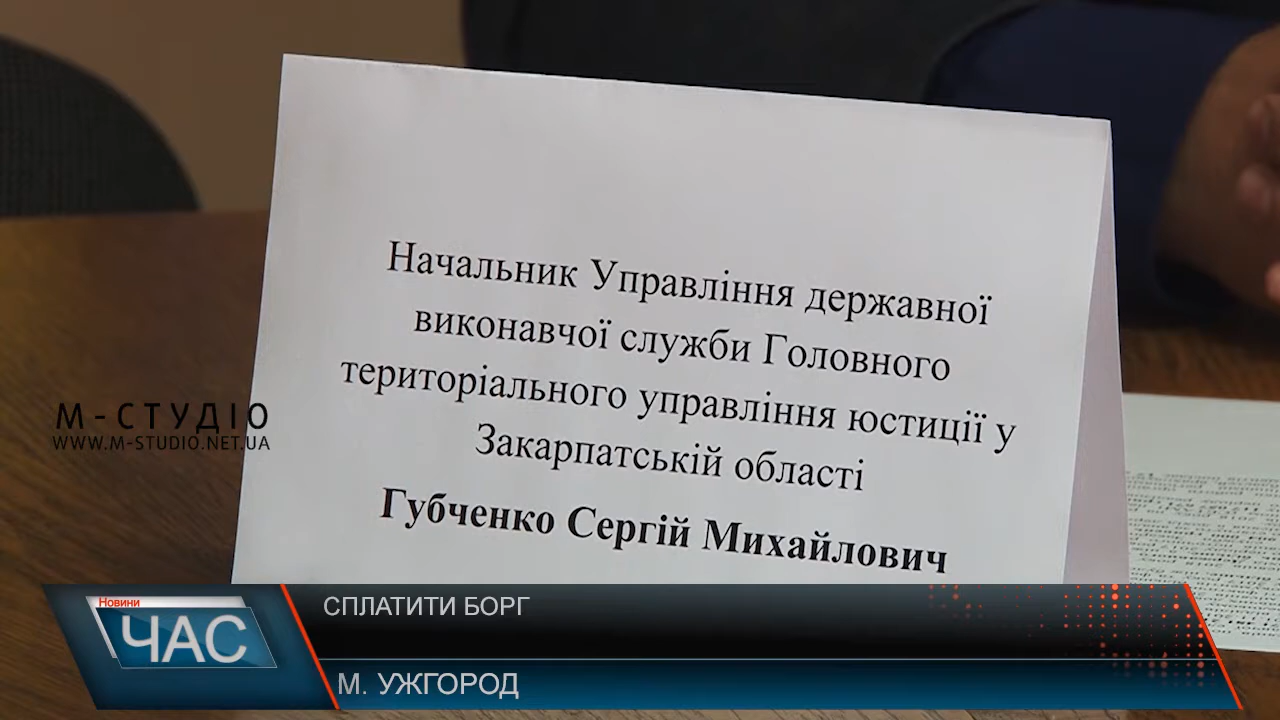 Начальник Управління державної
виконавчої служби Головного
територіального управління юстиції у
Закарпатській області
Губченко Сергій Михайлович
М-СТУДІО
WWW.M-STUDIO.NET.UA
Новини
ЧАС
СПЛАТИТИ БОРГ
М. УЖГОРОД